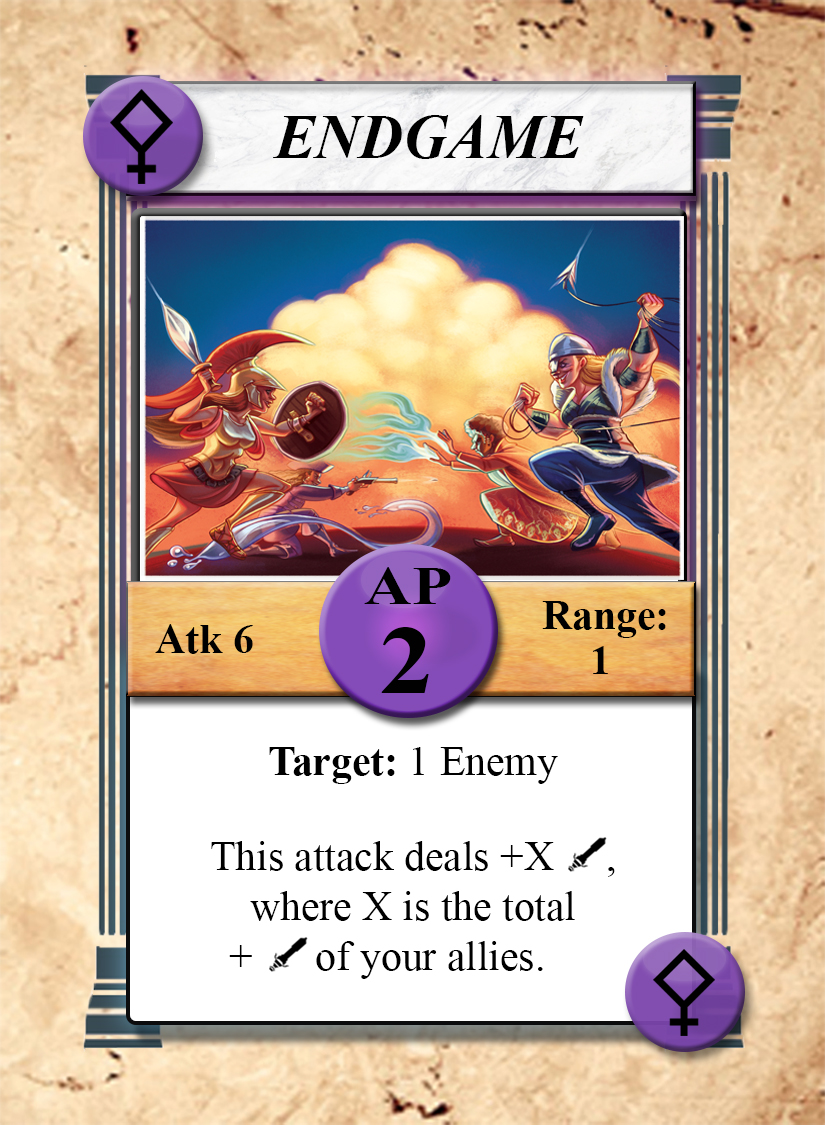 ENDGAME
Atk 6
AP
2
Range:
1
Target: 1 Enemy
This attack deals +X ,
where X is the total
+ of your allies.